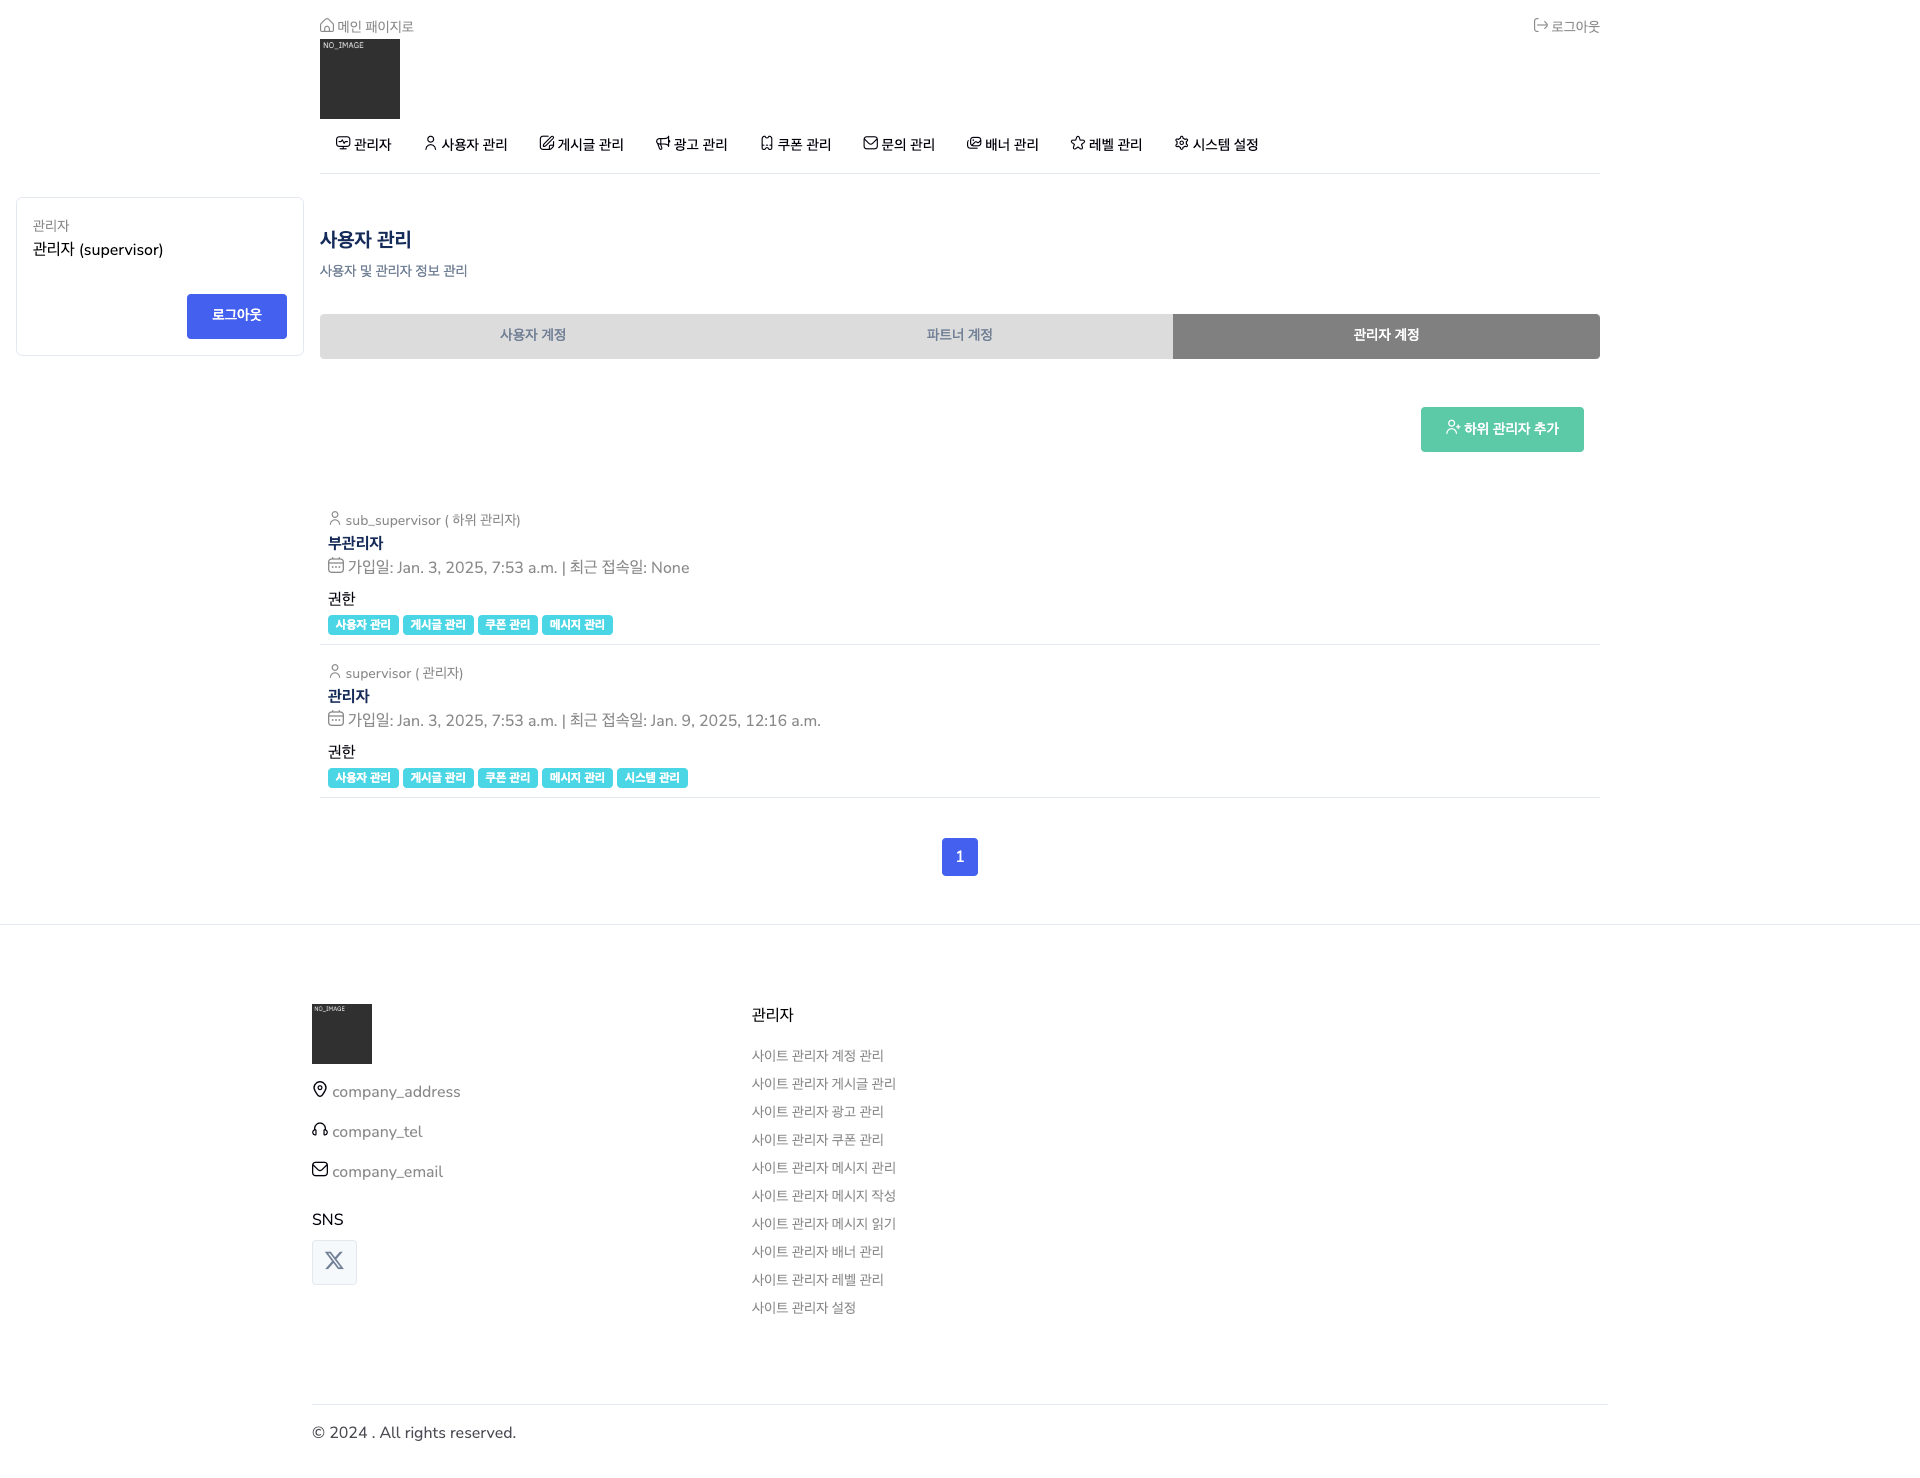 메인 패이지로
로그아웃
NO_IMAGE
관리자 사용자 관리 게시글 관리 광고 관리 쿠폰 관리 문의 관리 배너 관리 레벨 관리 시스템 설정
관리자
관리자 (supervisor)
로그아웃
사용자 관리
사용자 및 관리자 정보 관리
사용자 계정 파트너 계정 관리자 계정
하위 관리자 추가
sub_supervisor ( 하위 관리자)
부관리자
가입일: Jan. 3, 2025, 7:53 a.m. | 최근 접속일: None
권한
사용자 관리 게시글 관리 쿠폰 관리 메시지 관리
supervisor ( 관리자)
관리자
가입일: Jan. 3, 2025, 7:53 a.m. | 최근 접속일: Jan. 9, 2025, 12:16 a.m.
권한
사용자 관리 게시글 관리 쿠폰 관리 메시지 관리 시스템 관리
1
NO_IMAGE
company_address
company_tel
company_email
SNS
관리자
사이트 관리자 계정 관리
사이트 관리자 게시글 관리
사이트 관리자 광고 관리
사이트 관리자 쿠폰 관리
사이트 관리자 메시지 관리
사이트 관리자 메시지 작성
사이트 관리자 메시지 읽기
사이트 관리자 배너 관리
사이트 관리자 레벨 관리
사이트 관리자 설정
© 2024 . All rights reserved.